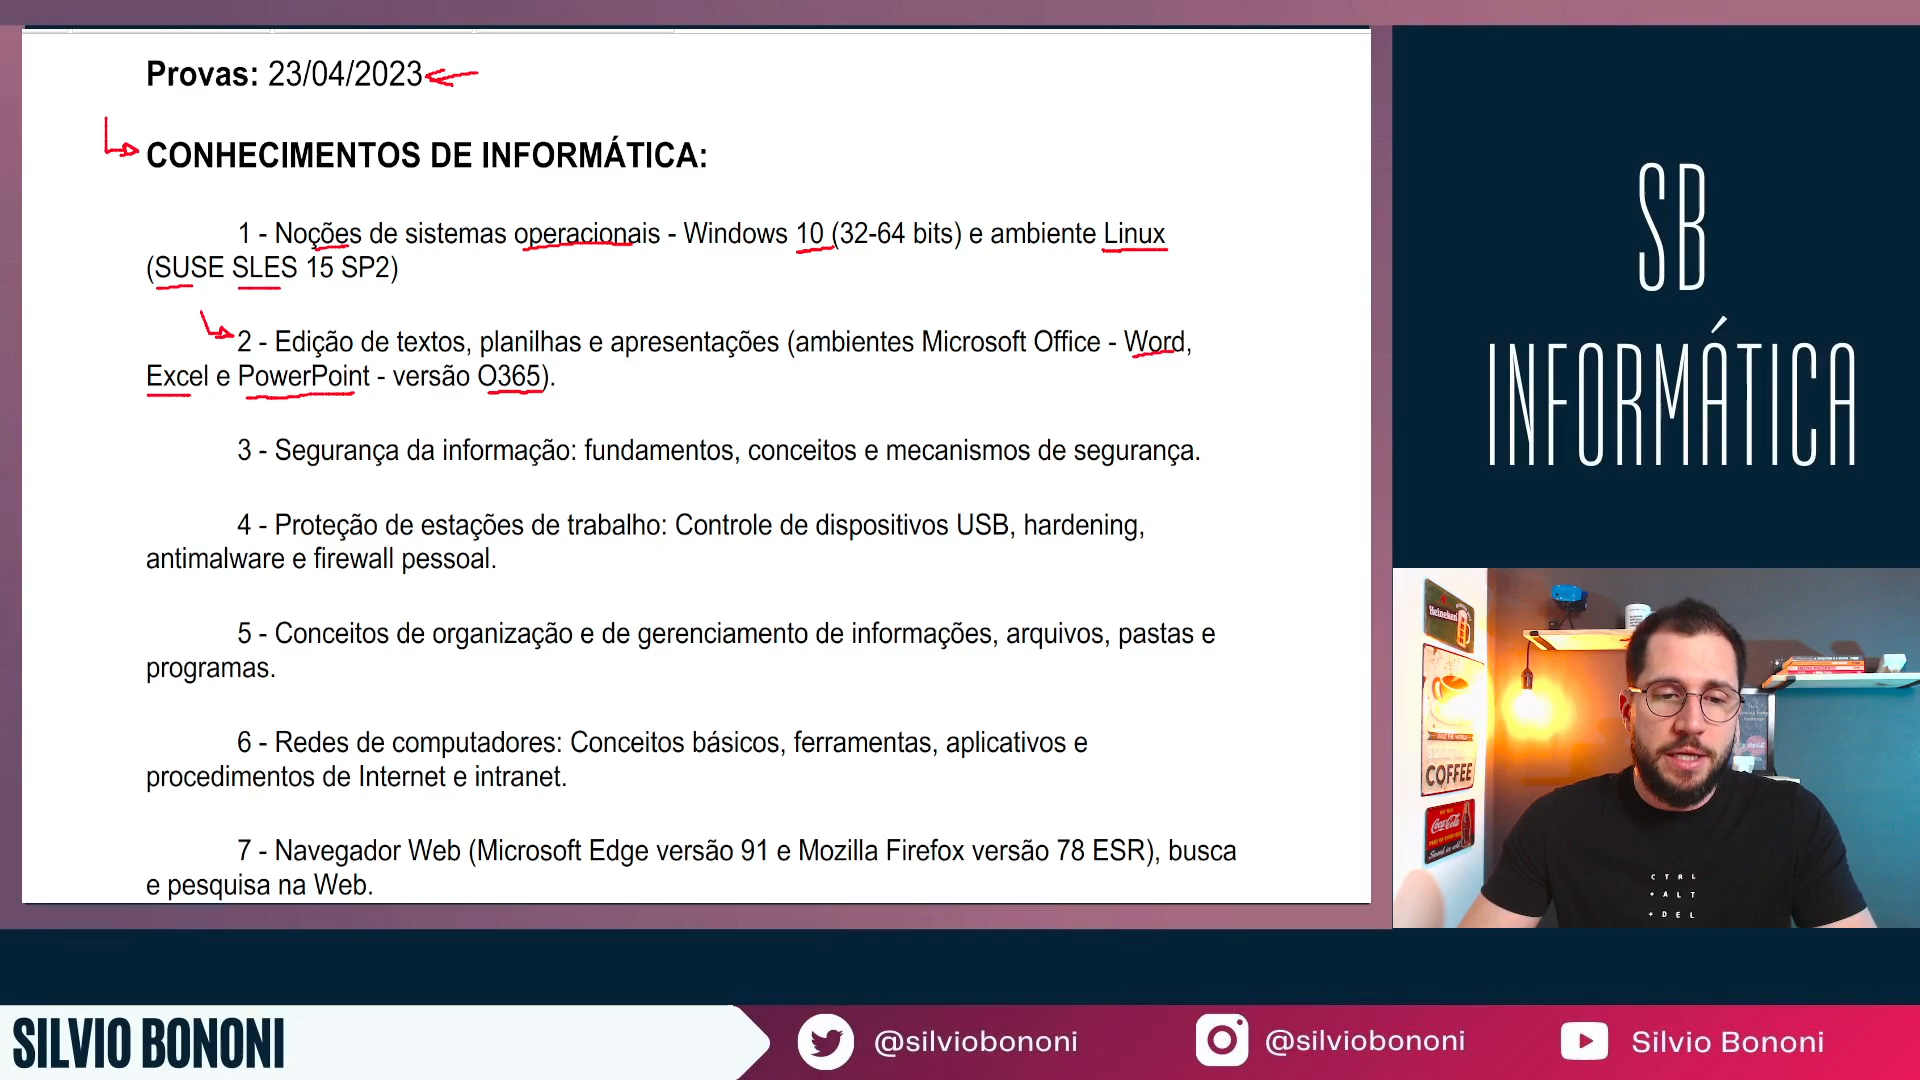 Provas: 23/04/2023
CONHECIMENTOS DE INFORMÁTICA:
1 - Noções de sistemas operacionais - Windows 10 (32-64 bits) e ambiente Linux
(SUSE SLES 15 SP2)
2 - Edição de textos, planilhas e apresentações (ambientes Microsoft Office - Word,
Excel e PowerPoint - versão O365).
3 - Segurança da informação: fundamentos, conceitos e mecanismos de segurança.
4 - Proteção de estações de trabalho: Controle de dispositivos USB, hardening,
antimalware e firewall pessoal.
5 - Conceitos de organização e de gerenciamento de informações, arquivos, pastas e
programas.
6 - Redes de computadores: Conceitos básicos, ferramentas, aplicativos e
procedimentos de Internet e intranet.
7 - Navegador Web (Microsoft Edge versão 91 e Mozilla Firefox versão 78 ESR), busca
e pesquisa na Web.
SB
INFORMÁTICA
Heineken
COFFEE
Coca-Cola
CTRL
+ ALT
+ DEL
SILVIO BONONI
@silviobononi
@silviobononi
Silvio Bononi